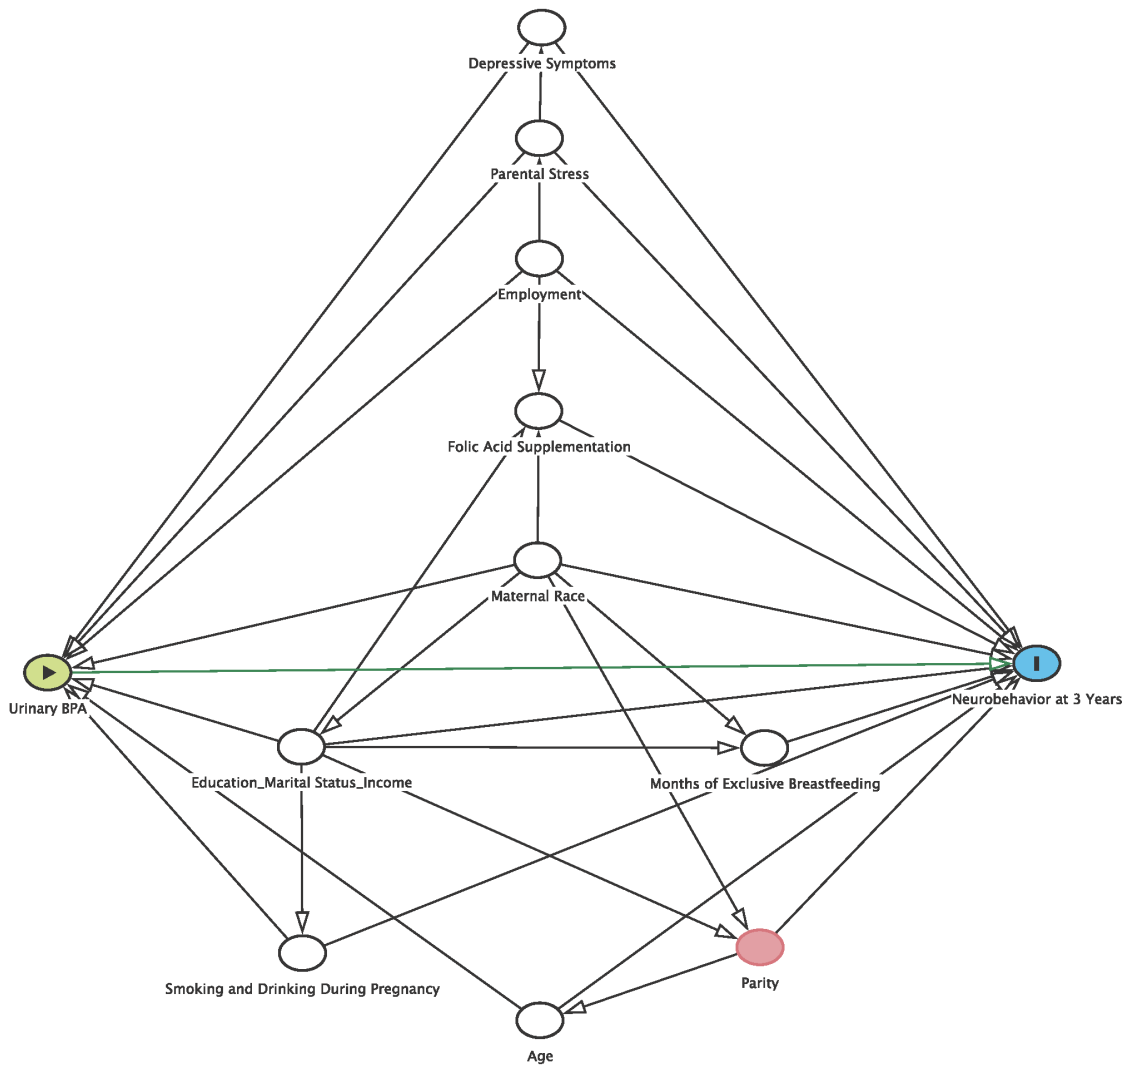 Depressive Symptoms
Parental Stress
Employment
Folic Acid Supplementation
Maternal Race
Urinary BPA
Neurobehavior at 3 Years
Education_Marital Status_Income
Months of Exclusive Breastfeeding
Smoking and Drinking During Pregnancy
Parity
Age